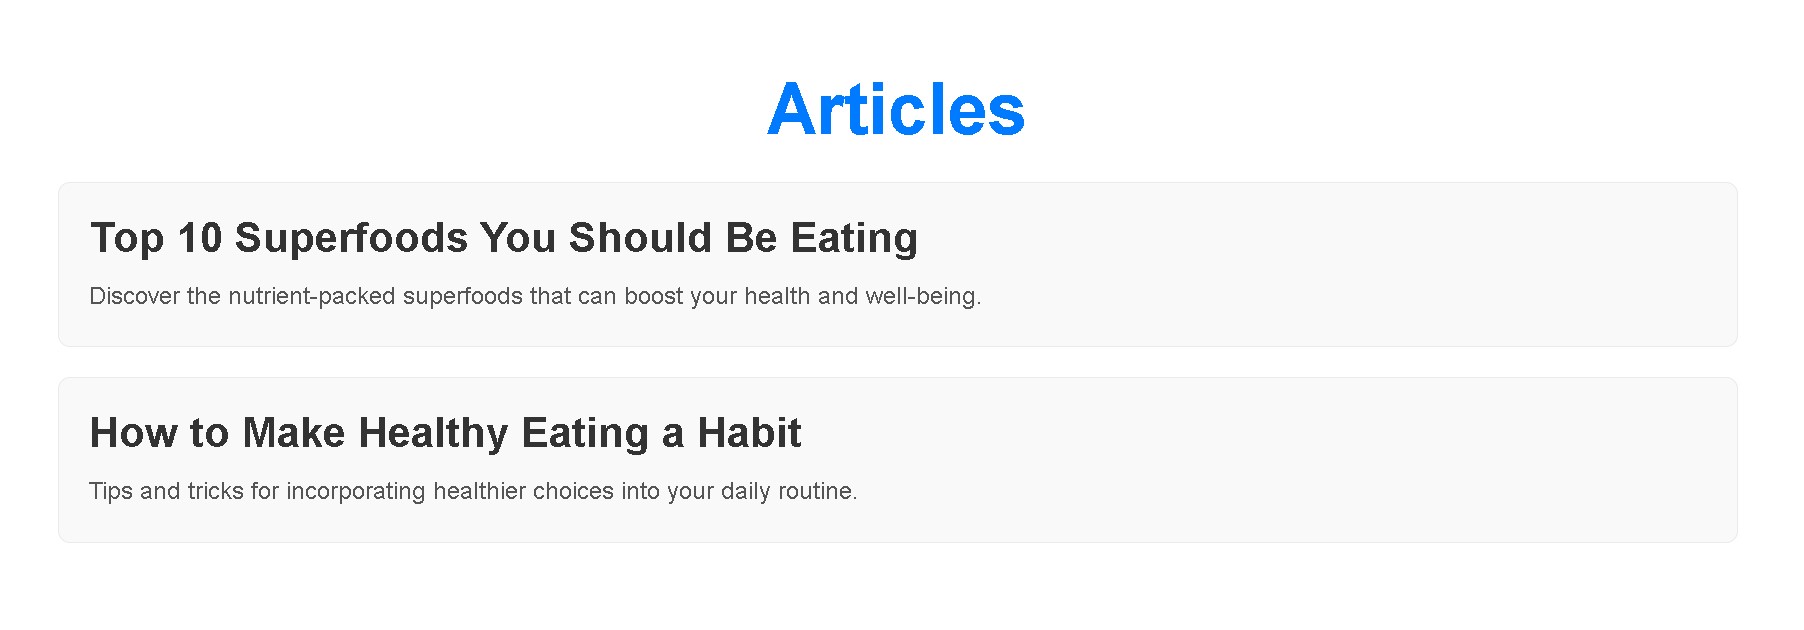 Articles
Top 10 Superfoods You Should Be Eating
Discover the nutrient-packed superfoods that can boost your health and well-being.
How to Make Healthy Eating a Habit
Tips and tricks for incorporating healthier choices into your daily routine.